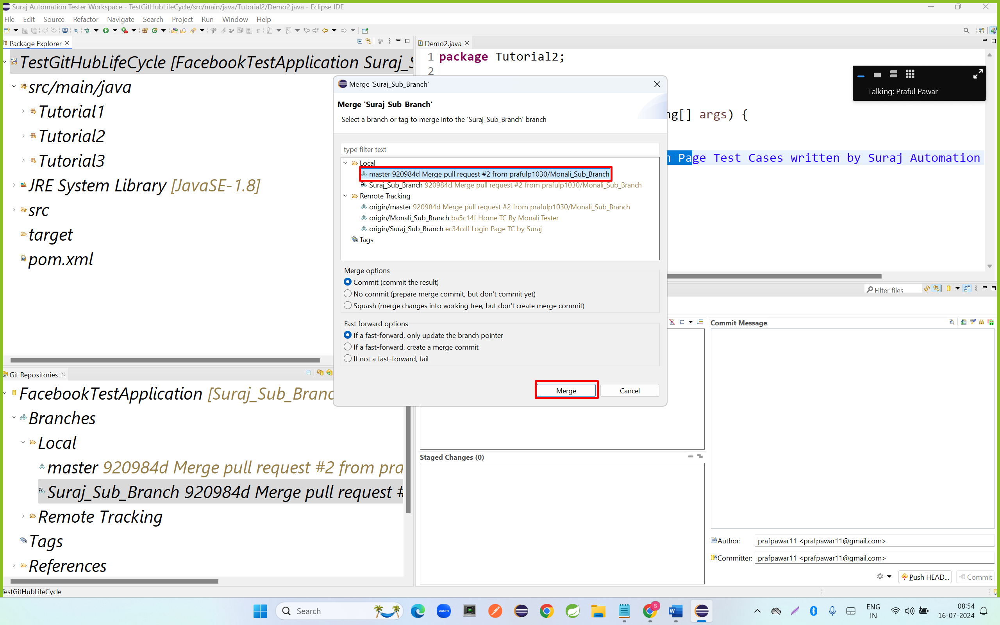 Suraj Automation Tester Workspace - TestGitHubLifeCycle/src/main/java/Tutorial2/Demo2.java - Eclipse IDE
File Edit Source Refactor Navigate Search Project Run Window Help
Package Explorer
TestGitHubLifeCycle [FacebookTestApplication Suraj_S
src/main/java
Tutorial1
Tutorial2
Tutorial3
JRE System Library [JavaSE-1.8]
src
target
pom.xml
Demo2.java
1 package Tutorial2;
2
ng[] args) {
Page Test Cases written by Suraj Automation
Talking: Praful Pawar
Merge 'Suraj_Sub_Branch'
Merge 'Suraj_Sub_Branch'
Select a branch or tag to merge into the 'Suraj_Sub_Branch' branch
type filter text
Local
master 920984d Merge pull request #2 from prafulp1030/Monali_Sub_Branch
Suraj_Sub_Branch 920984d Merge pull request #2 from prafulp1030/Monali_Sub_Branch
Remote Tracking
origin/master 920984d Merge pull request #2 from prafulp1030/Monali_Sub_Branch
origin/Monali_Sub_Branch ba5c14f Home TC By Monali Tester
origin/Suraj_Sub_Branch ec34cdf Login Page TC by Suraj
Tags
Merge options
Commit (commit the result)
No commit (prepare merge commit, but don't commit yet)
Squash (merge changes into working tree, but don't create merge commit)
Fast forward options
If a fast-forward, only update the branch pointer
If a fast-forward, create a merge commit
If not a fast-forward, fail
Merge Cancel
Git Repositories
FacebookTestApplication [Suraj_Sub_Branc
Branches
Local
master 920984d Merge pull request #2 from pra
Suraj_Sub_Branch 920984d Merge pull request #
Remote Tracking
Tags
References
Filter files
Commit Message
Staged Changes (0)
Author: prafpawar11 <prafpawar11@gmail.com>
Committer: prafpawar11 <prafpawar11@gmail.com>
Push HEAD... Commit
TestGitHubLifeCycle
Search
zoom
S
ENG
IN
08:54
16-07-2024